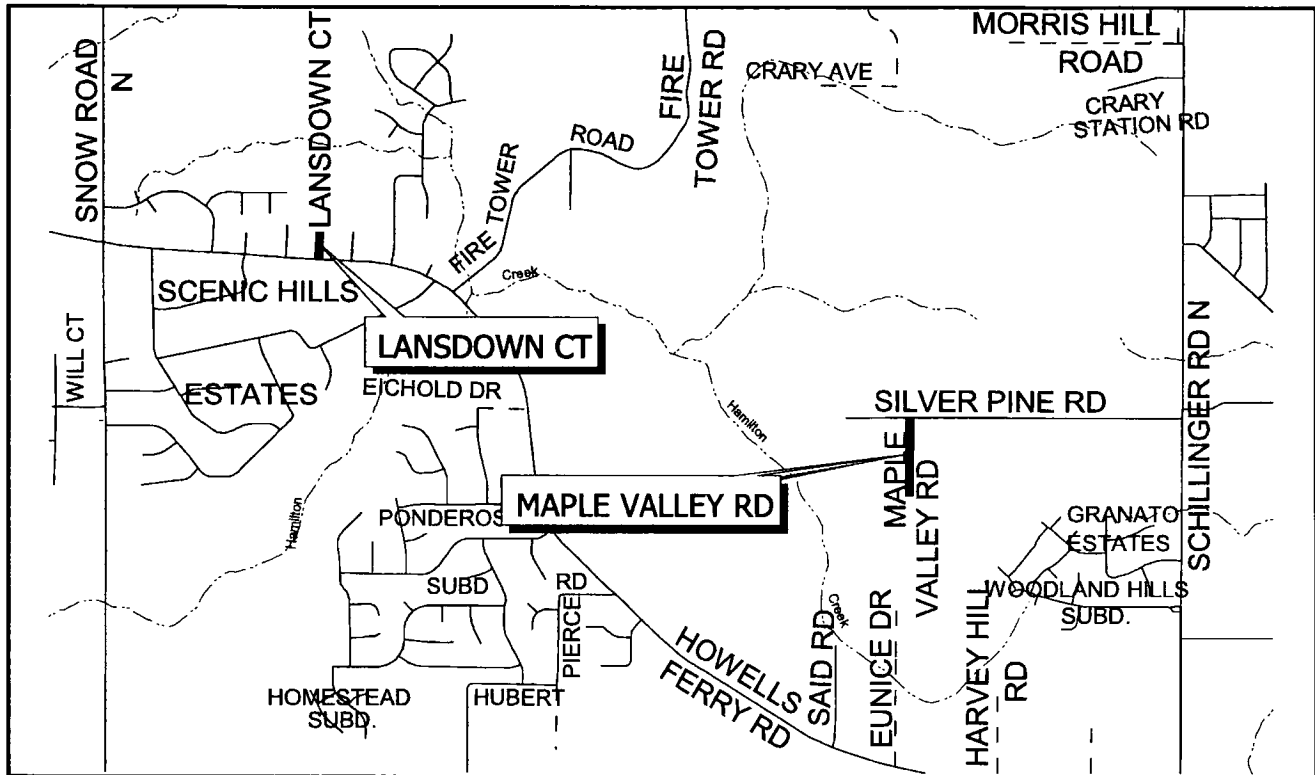 SNOW ROAD
N
LANSDOWN CT
FIRE
TOWER RD
CRARY AVE
MORRIS HILL
ROAD
CRARY
STATION RD
ROAD
FIRE TOWER
Creek
SCENIC HILLS
LANSDOWN CT
WILL CT
ESTATES
EICHOLD DR
SILVER PINE RD
SCHILLINGER RD N
Hamilton
MAPLE
VALLEY RD
MAPLE VALLEY RD
Hamilton
PONDEROS
GRANATO
ESTATES
SUBD
RD
PIERCE
WOODLAND HILLS
SUBD.
Creek
HOWELLS
FERRY RD
SAID RD
EUNICE DR
HARVEY HILL
RD
HOMESTEAD
SUBD.
HUBERT